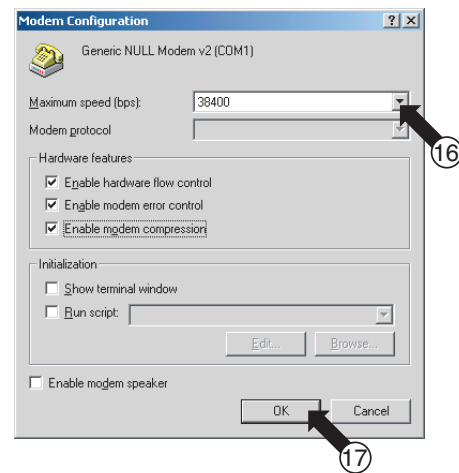 Modem Configuration
Generic NULL Modem v2 (COM1)
Maximum speed (bps): 38400
Modem protocol
16
Hardware features
Enable hardware flow control
Enable modem error control
Enable modem compression
Initialization
Show terminal window
Run script:
Edit... Browse...
Enable modem speaker
OK Cancel
17